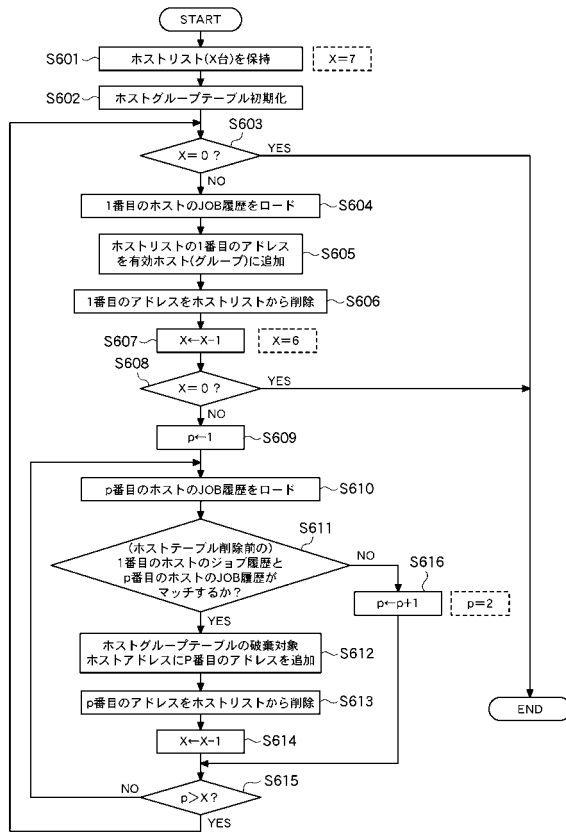 START
S601
ホストリスト(X台)を保持
X=7
S602
ホストグループテーブル初期化
S603
X=0?
YES
NO
1番目のホストのJOB履歴をロード
S604
ホストリストの1番目のアドレス
を有効ホスト(グループ)に追加
S605
1番目のアドレスをホストリストから削除
S606
S607
X←X-1
X=6
S608
X=0?
YES
NO
p←1
S609
p番目のホストのJOB履歴をロード
S610
S611
(ホストテーブル削除前の)
1番目のホストのジョブ履歴と
p番目のホストのJOB履歴が
マッチするか?
NO
S616
p←p+1
p=2
YES
ホストグループテーブルの破棄対象
ホストアドレスにP番目のアドレスを追加
S612
p番目のアドレスをホストリストから削除
S613
END
X←X-1
S614
S615
NO
p>X?
YES